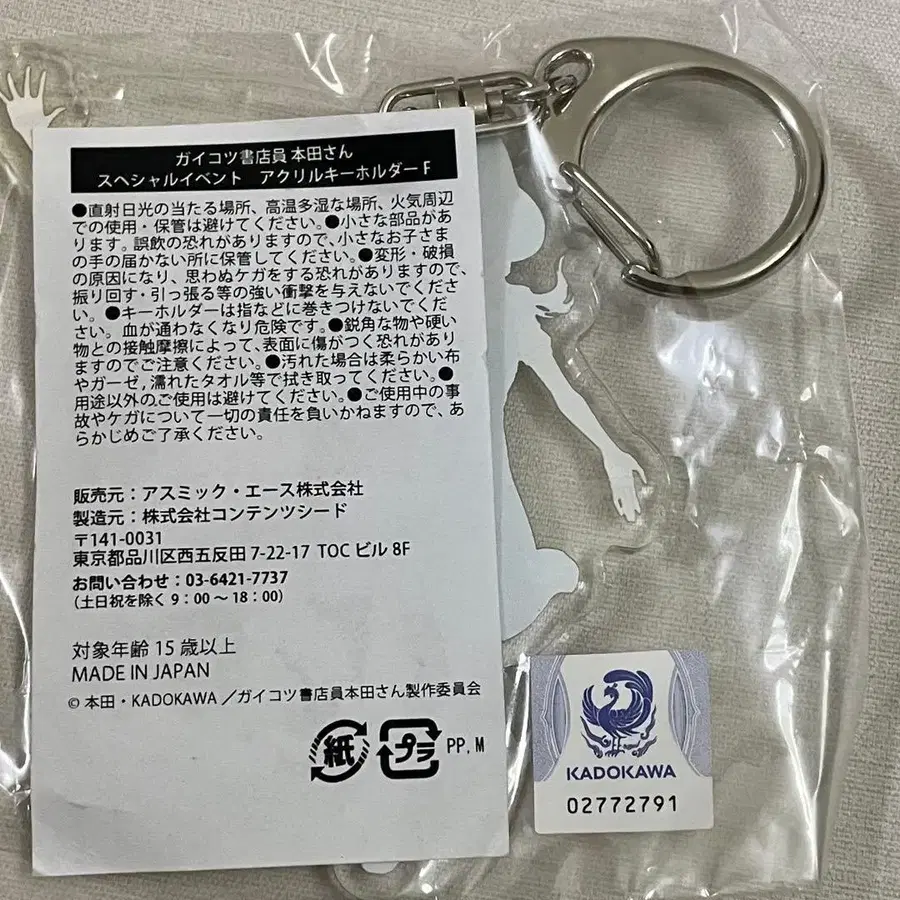 ガイコツ書店員 本田さん
スペシャルイベント　アクリルキーホルダー F
●直射日光の当たる場所、高温多湿な場所、火気周辺
での使用・保管は避けてください。●小さな部品があ
ります。誤飲の恐れがありますので、小さなお子さま
の手の届かない所に保管してください。●変形・破損
の原因になり、思わぬケガをする恐れがありますので、
振り回す・引っ張る等の強い衝撃を与えないでくださ
い。●キーホルダーは指などに巻きつけないでくだ
さい。血が通わなくなり危険です。●鋭角な物や硬い
物との接触摩擦によって、表面に傷がつく恐れがあり
ますのでご注意ください。●汚れた場合は柔らかい布
やガーゼ,濡れたタオル等で拭き取ってください。●
用途以外のご使用は避けてください。●ご使用中の事
故やケガについて一切の責任を負いかねますので、あ
らかじめご了承ください。
販売元：アスミック・エース株式会社
製造元：株式会社コンテンツシード
〒141-0031
東京都品川区西五反田 7-22-17 TOC ビル 8F
お問い合わせ：03-6421-7737
（土日祝を除く 9：00 〜 18：00）
対象年齢 15 歳以上
MADE IN JAPAN
© 本田・KADOKAWA ／ガイコツ書店員本田さん製作委員会
紙 プラ PP, M
KADOKAWA
02772791